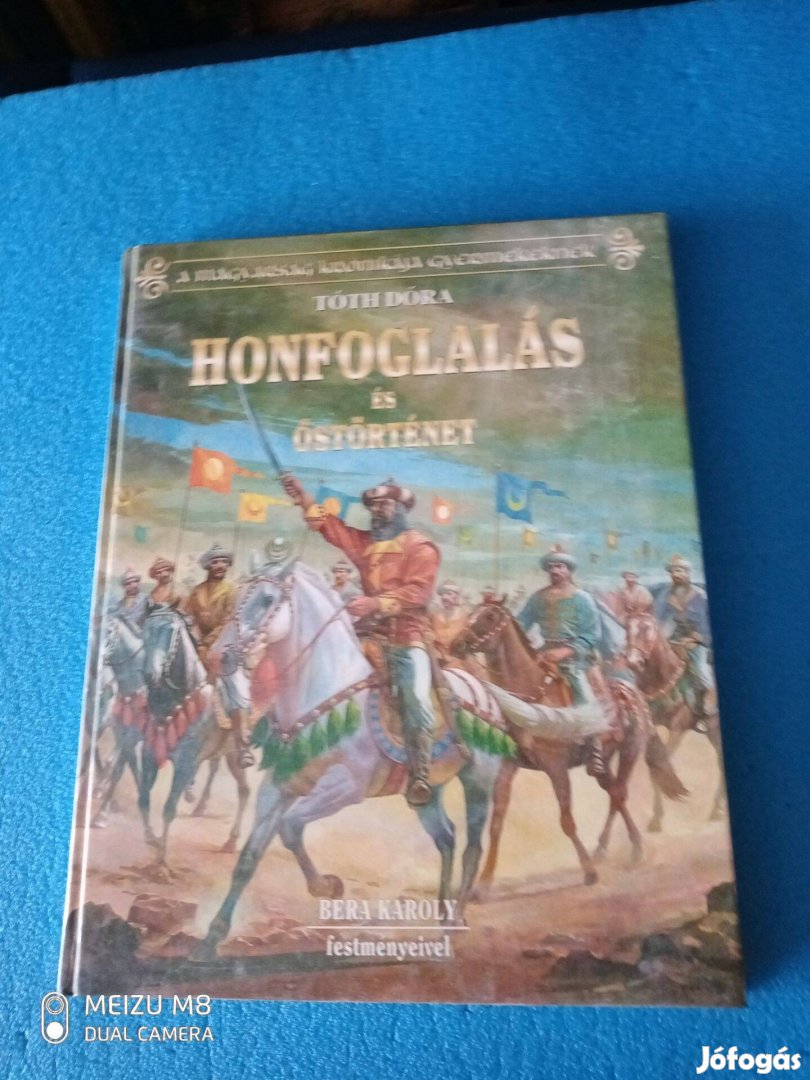 A magyarság krónikája gyermekeknek
TÓTH DÓRA
HONFOGLALÁS
ÉS
ŐSTÖRTÉNET
BERA KÁROLY
festményeivel
MEIZU M8
DUAL CAMERA
Jófogás